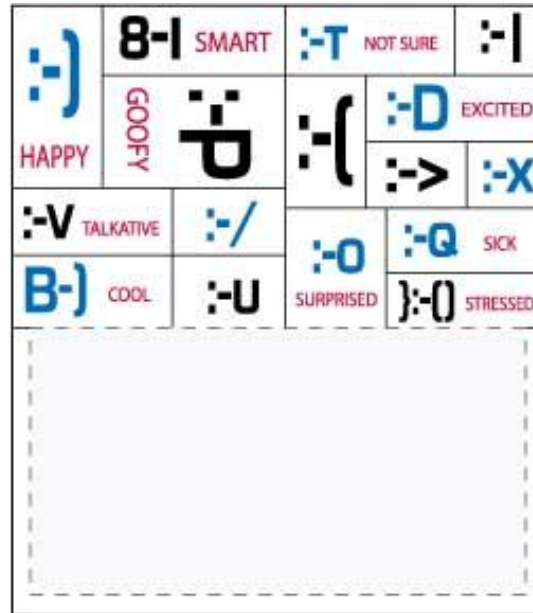 :-)
HAPPY
8-| SMART
:-T NOT SURE
:-|
GOOFY :-P
:-(
:-D EXCITED
:->
:-X
:-V TALKATIVE
:-/
:-O
SURPRISED
:-Q SICK
B-) COOL
:-U
}:-() STRESSED